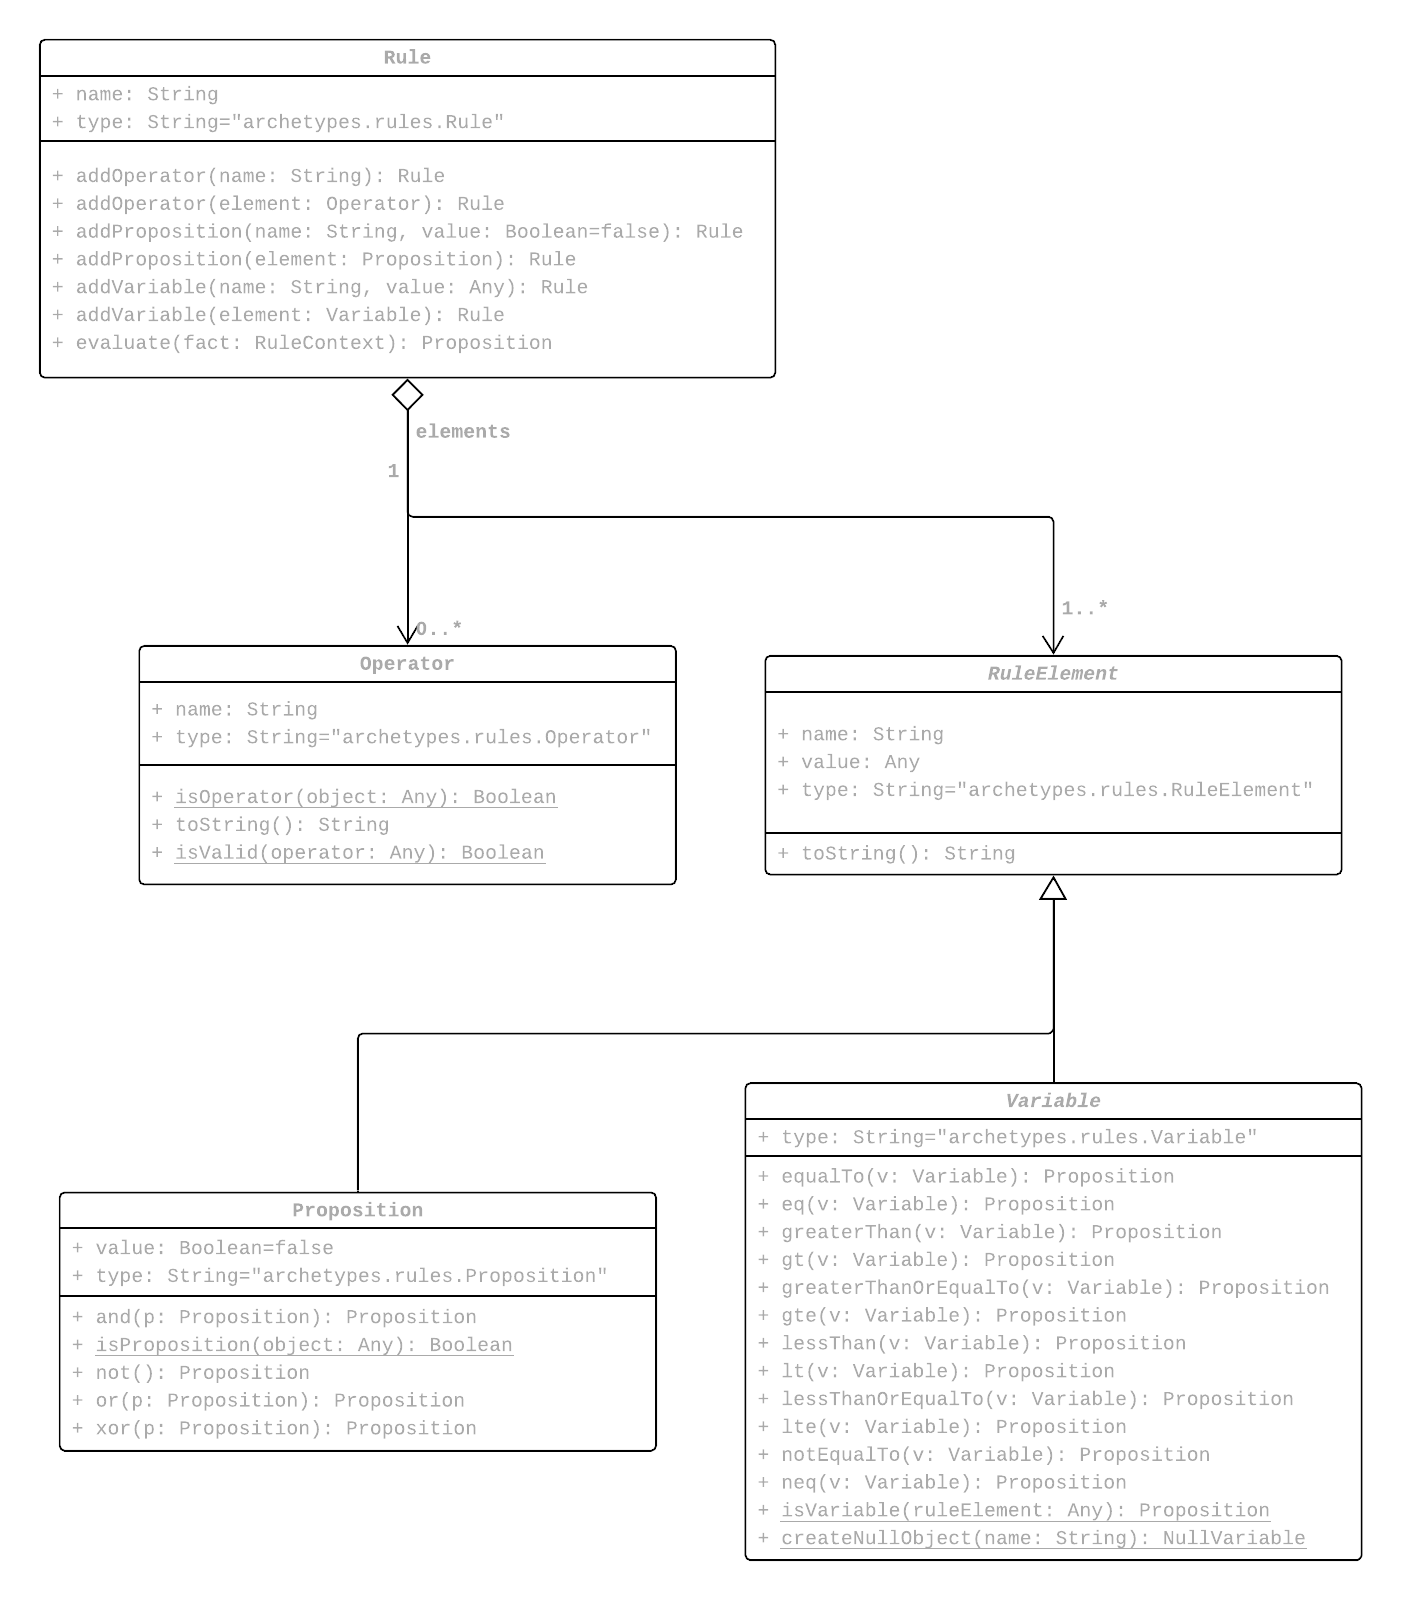 Rule
+ name: String
+ type: String="archetypes.rules.Rule"
+ addOperator(name: String): Rule
+ addOperator(element: Operator): Rule
+ addProposition(name: String, value: Boolean=false): Rule
+ addProposition(element: Proposition): Rule
+ addVariable(name: String, value: Any): Rule
+ addVariable(element: Variable): Rule
+ evaluate(fact: RuleContext): Proposition
elements
1
0..*
1..*
Operator
+ name: String
+ type: String="archetypes.rules.Operator"
+ isOperator(object: Any): Boolean
+ toString(): String
+ isValid(operator: Any): Boolean
RuleElement
+ name: String
+ value: Any
+ type: String="archetypes.rules.RuleElement"
+ toString(): String
Proposition
+ value: Boolean=false
+ type: String="archetypes.rules.Proposition"
+ and(p: Proposition): Proposition
+ isProposition(object: Any): Boolean
+ not(): Proposition
+ or(p: Proposition): Proposition
+ xor(p: Proposition): Proposition
Variable
+ type: String="archetypes.rules.Variable"
+ equalTo(v: Variable): Proposition
+ eq(v: Variable): Proposition
+ greaterThan(v: Variable): Proposition
+ gt(v: Variable): Proposition
+ greaterThanOrEqualTo(v: Variable): Proposition
+ gte(v: Variable): Proposition
+ lessThan(v: Variable): Proposition
+ lt(v: Variable): Proposition
+ lessThanOrEqualTo(v: Variable): Proposition
+ lte(v: Variable): Proposition
+ notEqualTo(v: Variable): Proposition
+ neq(v: Variable): Proposition
+ isVariable(ruleElement: Any): Proposition
+ createNullObject(name: String): NullVariable